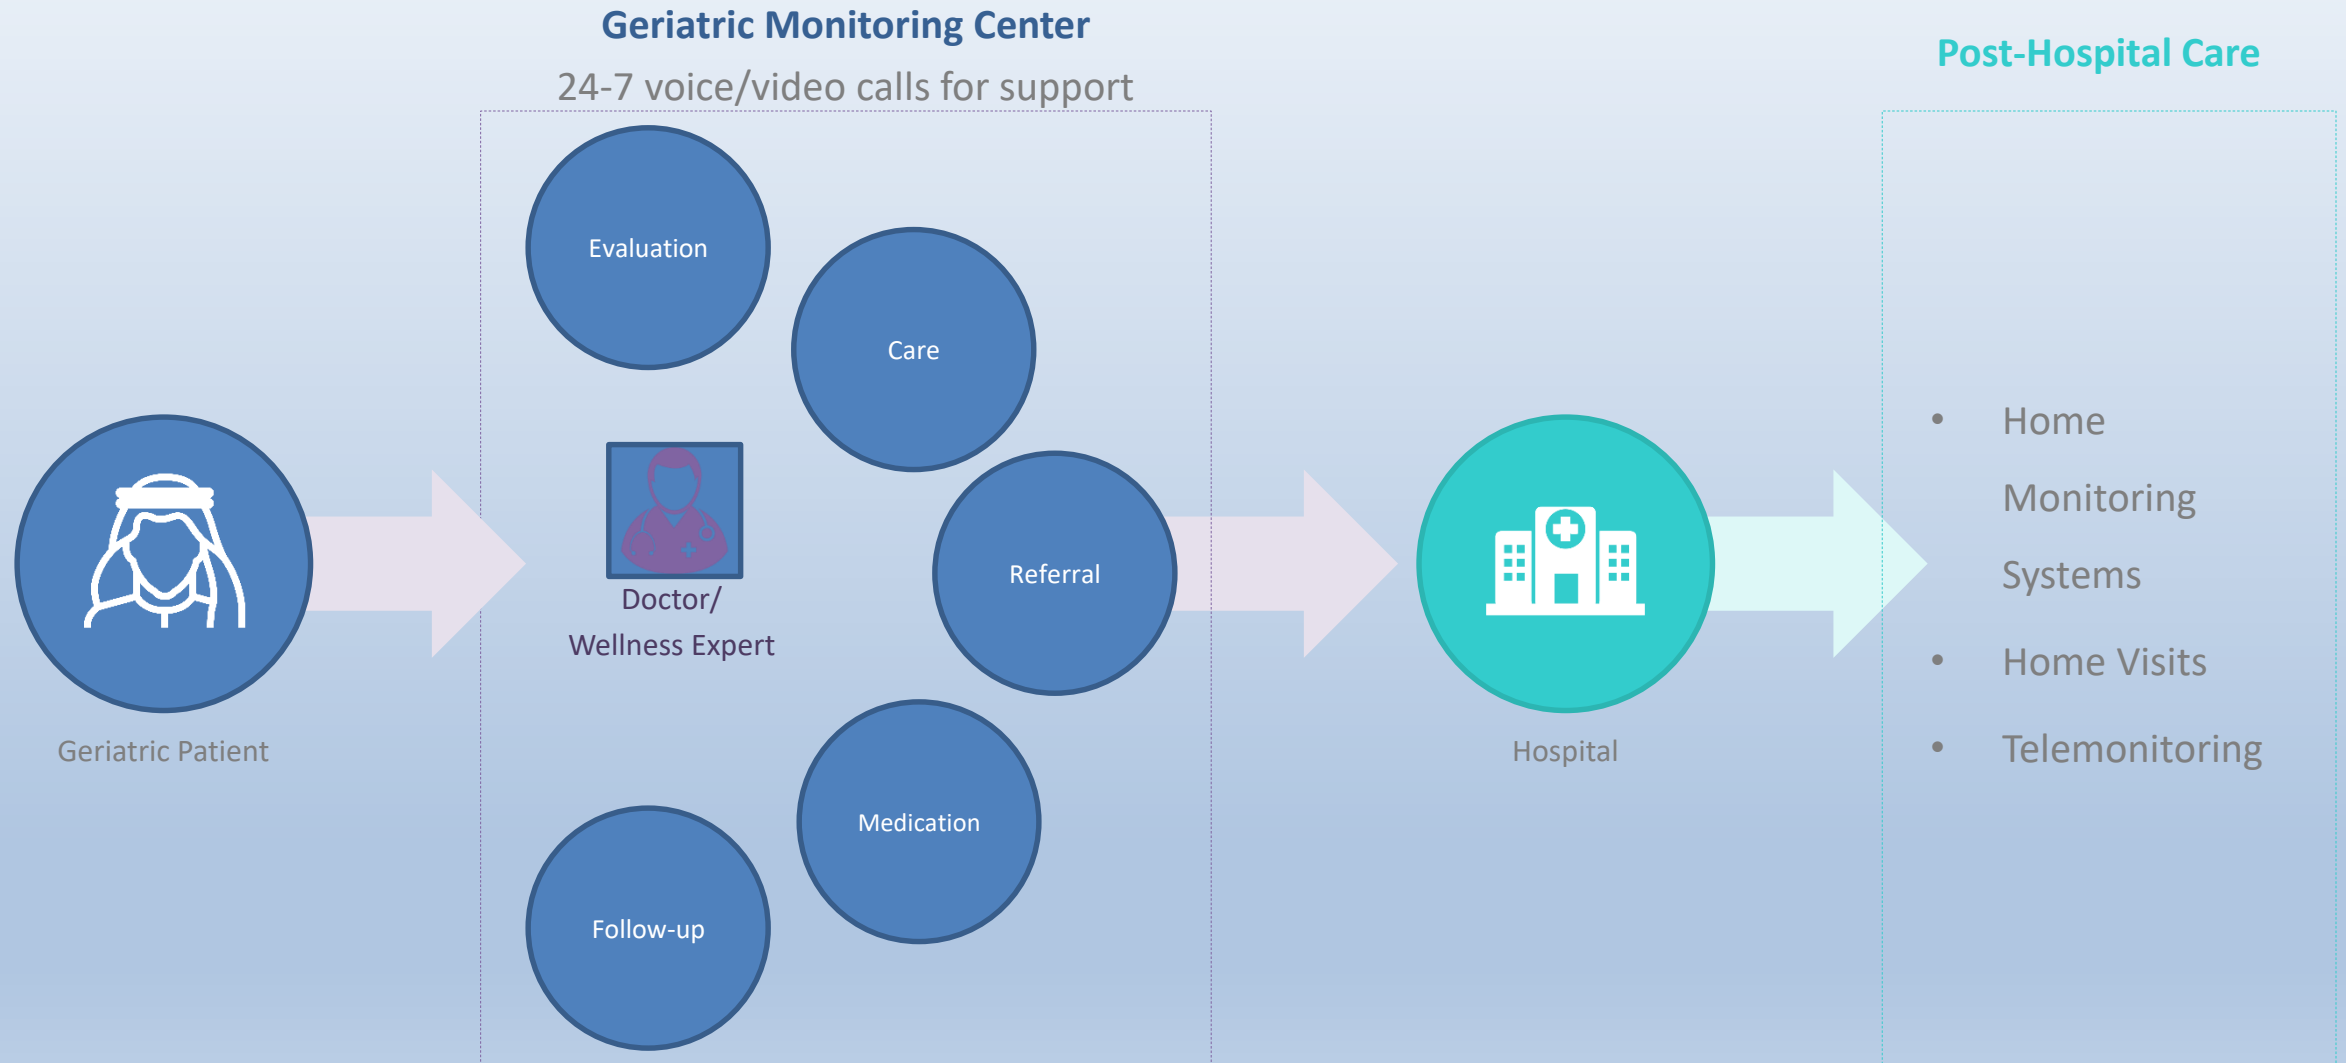 Geriatric Monitoring Center
24-7 voice/video calls for support
Post-Hospital Care
Evaluation
Care
Doctor/
Wellness Expert
Referral
Medication
Follow-up
Geriatric Patient
Hospital
• Home
Monitoring
Systems
• Home Visits
• Telemonitoring